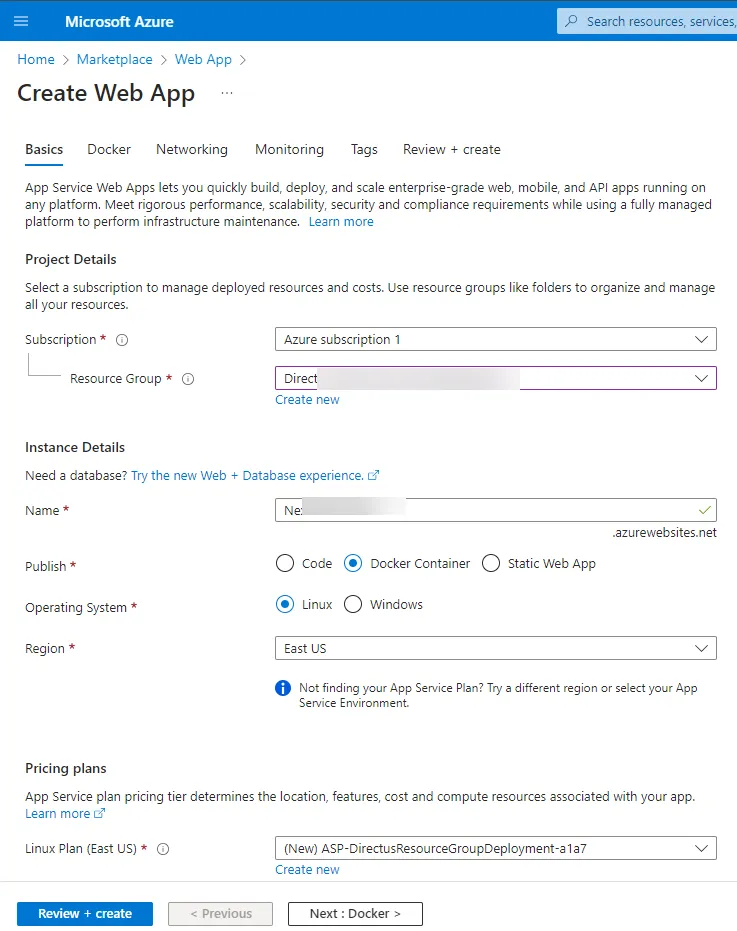 Microsoft Azure
Search resources, services,
Home > Marketplace > Web App >
Create Web App ...
Basics Docker Networking Monitoring Tags Review + create
App Service Web Apps lets you quickly build, deploy, and scale enterprise-grade web, mobile, and API apps running on
any platform. Meet rigorous performance, scalability, security and compliance requirements while using a fully managed
platform to perform infrastructure maintenance. Learn more
Project Details
Select a subscription to manage deployed resources and costs. Use resource groups like folders to organize and manage
all your resources.
Subscription * Azure subscription 1
Resource Group * Direct
Create new
Instance Details
Need a database? Try the new Web + Database experience.
Name * Ne
.azurewebsites.net
Publish * Code Docker Container Static Web App
Operating System * Linux Windows
Region * East US
Not finding your App Service Plan? Try a different region or select your App
Service Environment.
Pricing plans
App Service plan pricing tier determines the location, features, cost and compute resources associated with your app.
Learn more
Linux Plan (East US) * (New) ASP-DirectusResourceGroupDeployment-a1a7
Create new
Review + create < Previous Next : Docker >